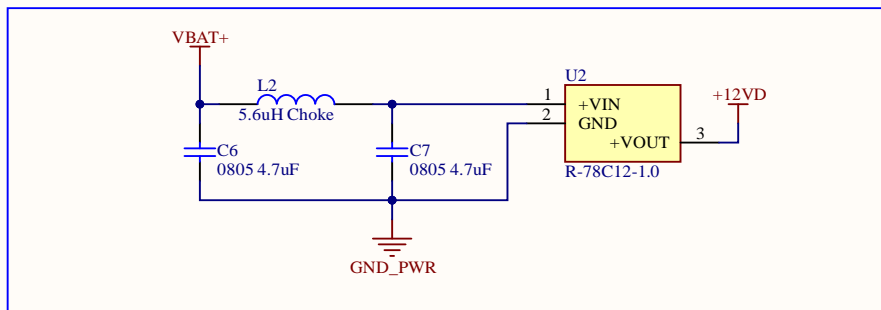 VBAT+
L2
5.6uH Choke
C6
0805 4.7uF
C7
0805 4.7uF
GND_PWR
U2
1
+VIN
2
GND
+VOUT
3
R-78C12-1.0
+12VD